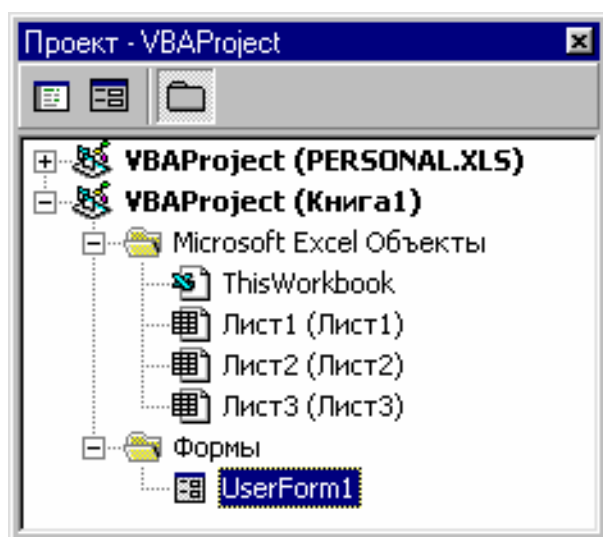 Проект - VBAProject
VBAProject (PERSONAL.XLS)
VBAProject (Книга1)
Microsoft Excel Объекты
ThisWorkbook
Лист1 (Лист1)
Лист2 (Лист2)
Лист3 (Лист3)
Формы
UserForm1